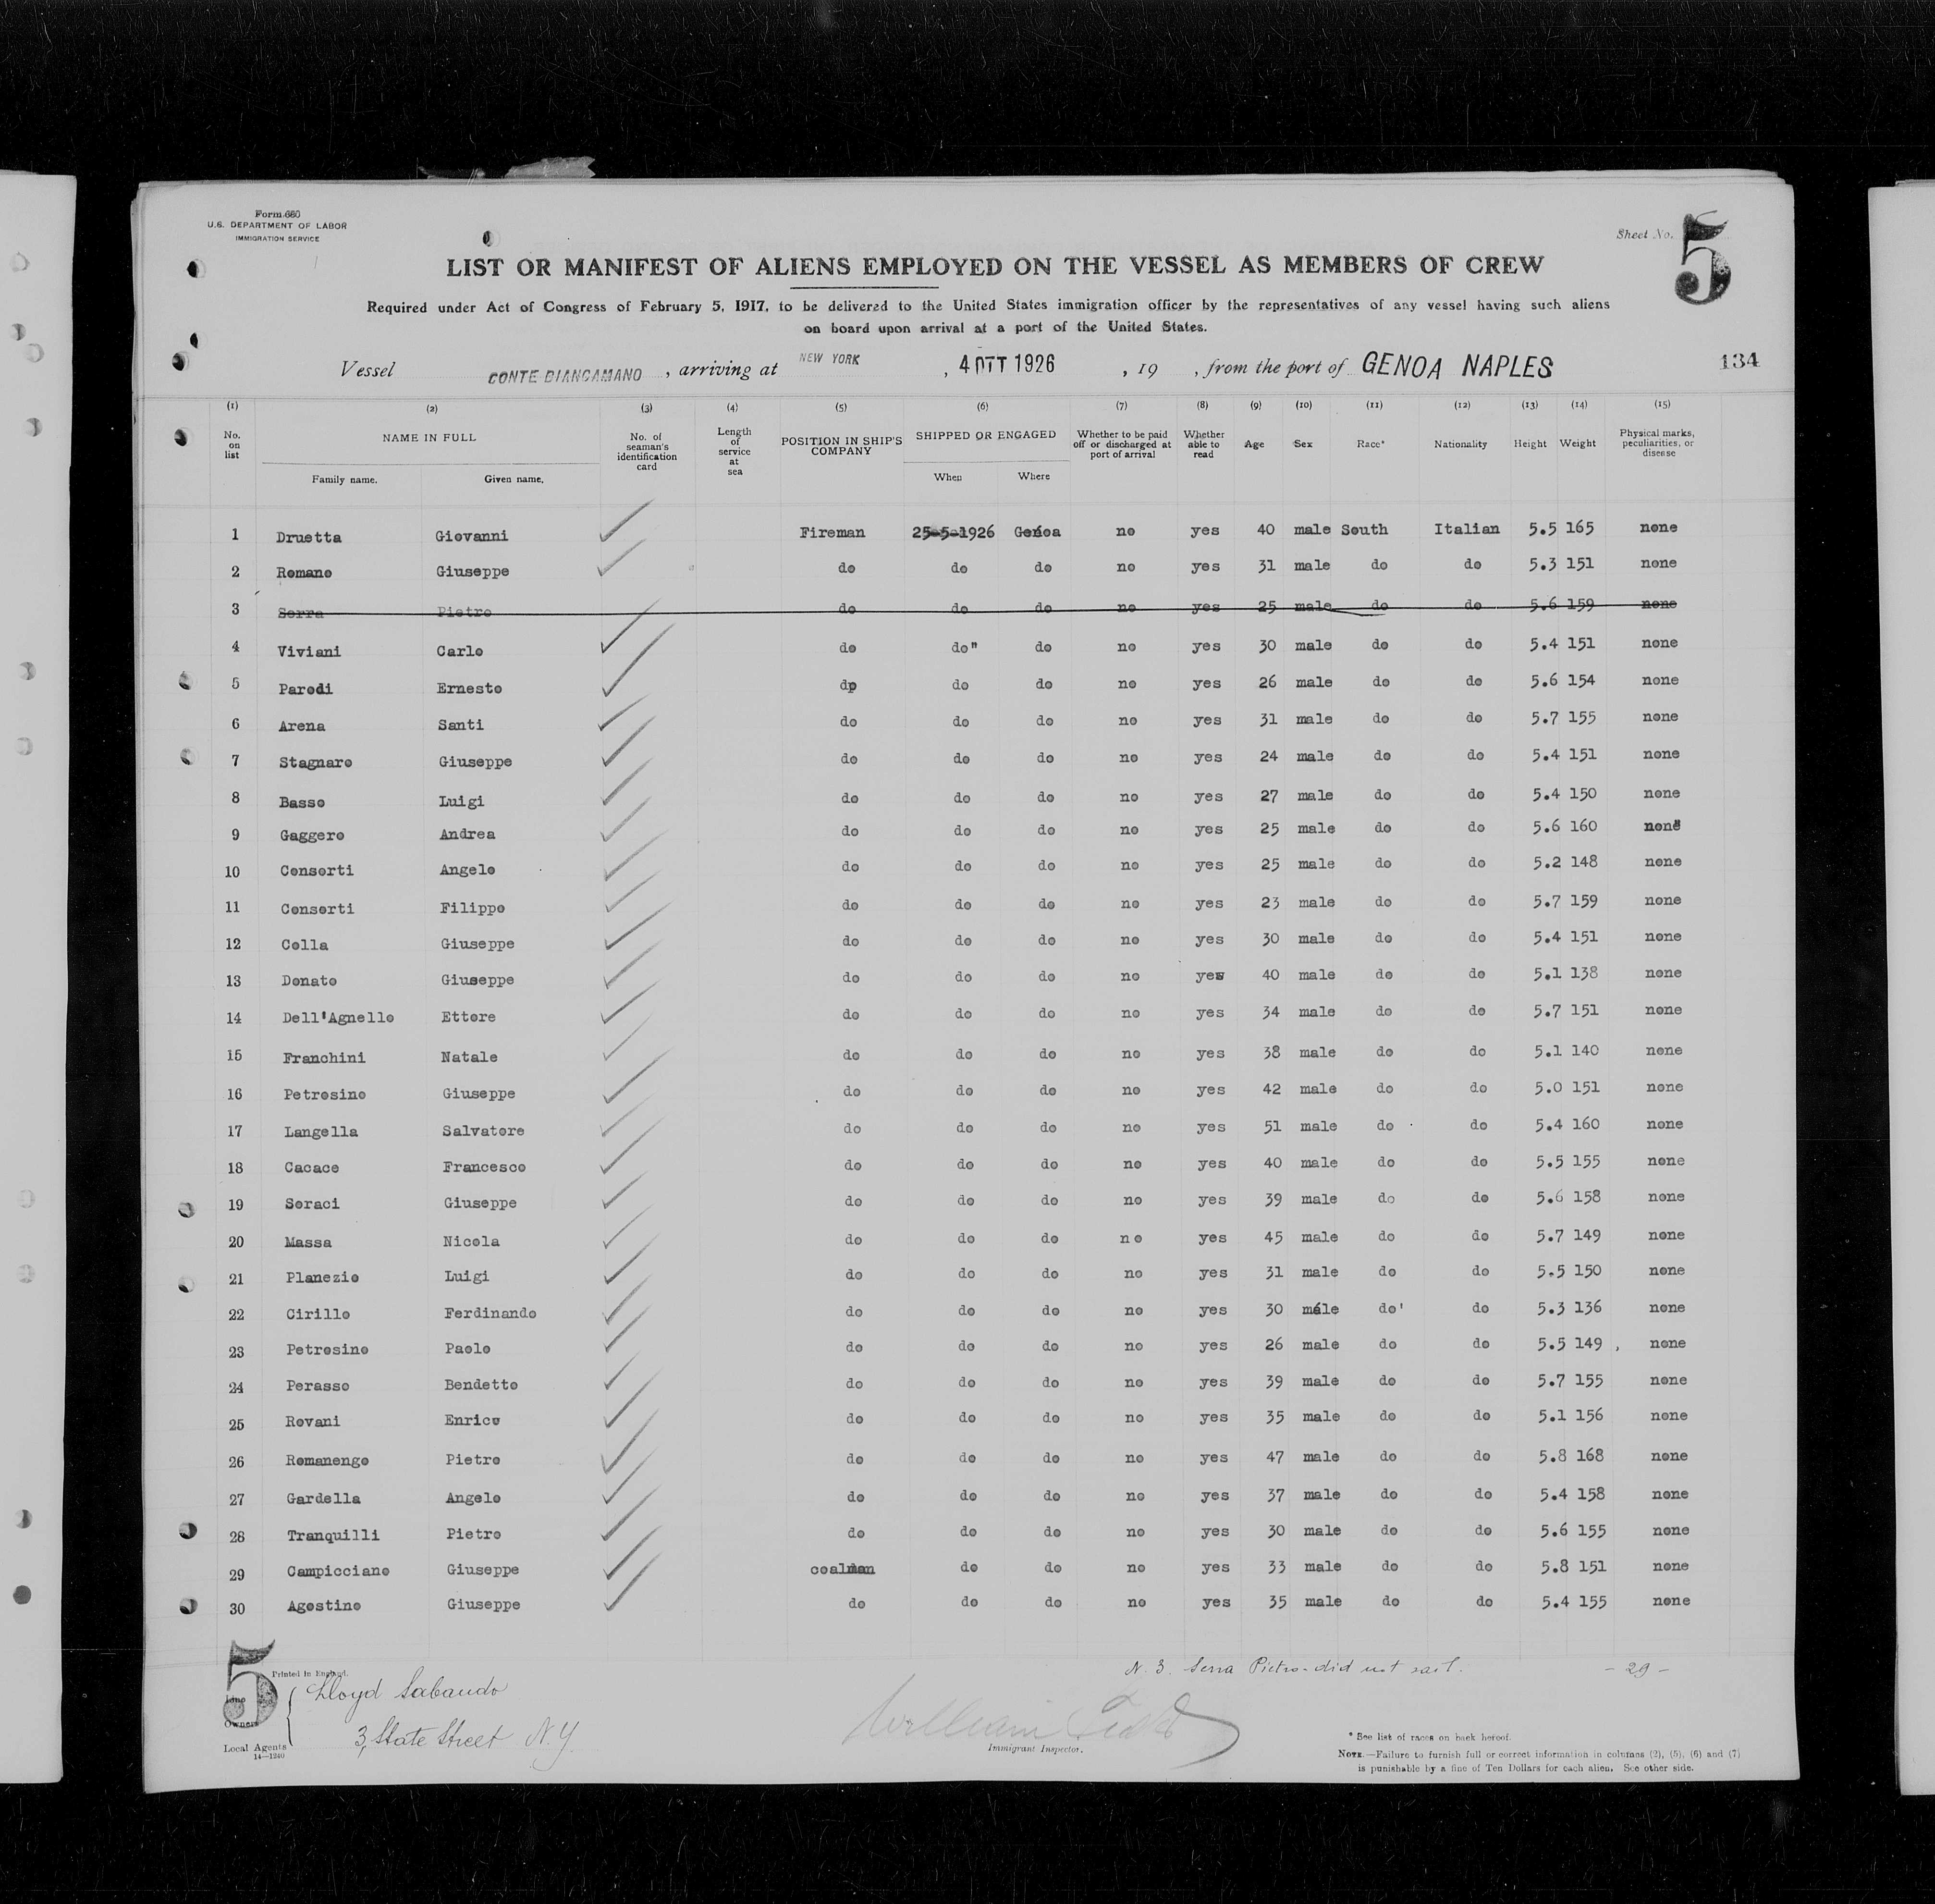 Form 680
U.S. DEPARTMENT OF LABOR
IMMIGRATION SERVICE
Sheet No. 5
LIST OR MANIFEST OF ALIENS EMPLOYED ON THE VESSEL AS MEMBERS OF CREW
Required under Act of Congress of February 5, 1917, to be delivered to the United States immigration officer by the representatives of any vessel having such aliens
on board upon arrival at a port of the United States.
Vessel CONTE BIANCAMANO , arriving at NEW YORK , 4 OTT 1926 , 19 , from the port of GENOA NAPLES 134
(1) (2) (3) (4) (5) (6) (7) (8) (9) (10) (11) (12) (13) (14) (15)
No. on list NAME IN FULL Family name. Given name. No. of seaman's identification card Length of service at sea POSITION IN SHIP'S COMPANY SHIPPED OR ENGAGED When Where Whether to be paid off or discharged at port of arrival Whether able to read Age Sex Race* Nationality Height Weight Physical marks, peculiarities, or disease
1 Druetta Giovanni Fireman 25-5-1926 Genoa no yes 40 male South Italian 5.5 165 none
2 Romano Giuseppe do do do no yes 31 male do do 5.3 151 none
3 Serra Pietro do do do no yes 25 male do do 5.6 159 none
4 Viviani Carlo do do" do no yes 30 male do do 5.4 151 none
5 Parodi Ernesto dp do do no yes 26 male do do 5.6 154 none
6 Arena Santi do do do no yes 31 male do do 5.7 155 none
7 Stagnaro Giuseppe do do do no yes 24 male do do 5.4 151 none
8 Basso Luigi do do do no yes 27 male do do 5.4 150 none
9 Gaggero Andrea do do do no yes 25 male do do 5.6 160 none
10 Consorti Angelo do do do no yes 25 male do do 5.2 148 none
11 Consorti Filippo do do do no yes 23 male do do 5.7 159 none
12 Colla Giuseppe do do do no yes 30 male do do 5.4 151 none
13 Donato Giuseppe do do do no yes 40 male do do 5.1 138 none
14 Dell'Agnello Ettore do do do no yes 34 male do do 5.7 151 none
15 Franchini Natale do do do no yes 38 male do do 5.1 140 none
16 Petrosino Giuseppe do do do no yes 42 male do do 5.0 151 none
17 Langella Salvatore do do do no yes 51 male do do 5.4 160 none
18 Cacace Francesco do do do no yes 40 male do do 5.5 155 none
19 Soraci Giuseppe do do do no yes 39 male do do 5.6 158 none
20 Massa Nicola do do do no yes 45 male do do 5.7 149 none
21 Planezio Luigi do do do no yes 31 male do do 5.5 150 none
22 Cirillo Ferdinando do do do no yes 30 male do' do 5.3 136 none
23 Petrosino Paolo do do do no yes 26 male do do 5.5 149 , none
24 Perasso Bendetto do do do no yes 39 male do do 5.7 155 none
25 Rovani Enrico do do do no yes 35 male do do 5.1 156 none
26 Romanengo Pietro do do do no yes 47 male do do 5.8 168 none
27 Gardella Angelo do do do no yes 37 male do do 5.4 158 none
28 Tranquilli Pietro do do do no yes 30 male do do 5.6 155 none
29 Campicciano Giuseppe coalman do do no yes 33 male do do 5.8 151 none
30 Agostino Giuseppe do do do no yes 35 male do do 5.4 155 none
N. 3. Serra Pietro - did not sail. - 29 -
5
Printed in England.
Line
Owners
Local Agents
14—1240
Lloyd Sabaudo
3, State Street N.Y.
William
Immigrant Inspector.
* See list of races on back hereof.
NOTE.—Failure to furnish full or correct information in columns (2), (5), (6) and (7)
is punishable by a fine of Ten Dollars for each alien. See other side.